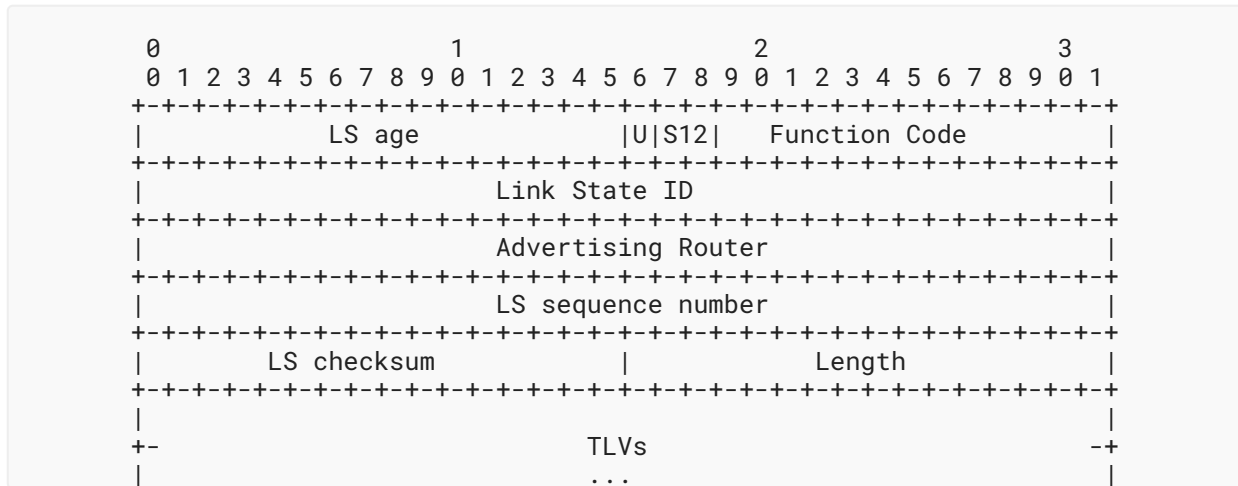 0                   1                   2                   3
 0 1 2 3 4 5 6 7 8 9 0 1 2 3 4 5 6 7 8 9 0 1 2 3 4 5 6 7 8 9 0 1
+-+-+-+-+-+-+-+-+-+-+-+-+-+-+-+-+-+-+-+-+-+-+-+-+-+-+-+-+-+-+-+-+
|            LS age             |U|S12|   Function Code         |
+-+-+-+-+-+-+-+-+-+-+-+-+-+-+-+-+-+-+-+-+-+-+-+-+-+-+-+-+-+-+-+-+
|                       Link State ID                           |
+-+-+-+-+-+-+-+-+-+-+-+-+-+-+-+-+-+-+-+-+-+-+-+-+-+-+-+-+-+-+-+-+
|                       Advertising Router                      |
+-+-+-+-+-+-+-+-+-+-+-+-+-+-+-+-+-+-+-+-+-+-+-+-+-+-+-+-+-+-+-+-+
|                       LS sequence number                      |
+-+-+-+-+-+-+-+-+-+-+-+-+-+-+-+-+-+-+-+-+-+-+-+-+-+-+-+-+-+-+-+-+
|        LS checksum            |            Length             |
+-+-+-+-+-+-+-+-+-+-+-+-+-+-+-+-+-+-+-+-+-+-+-+-+-+-+-+-+-+-+-+-+
|                                                               |
+-                            TLVs                             -+
|                             ...                               |